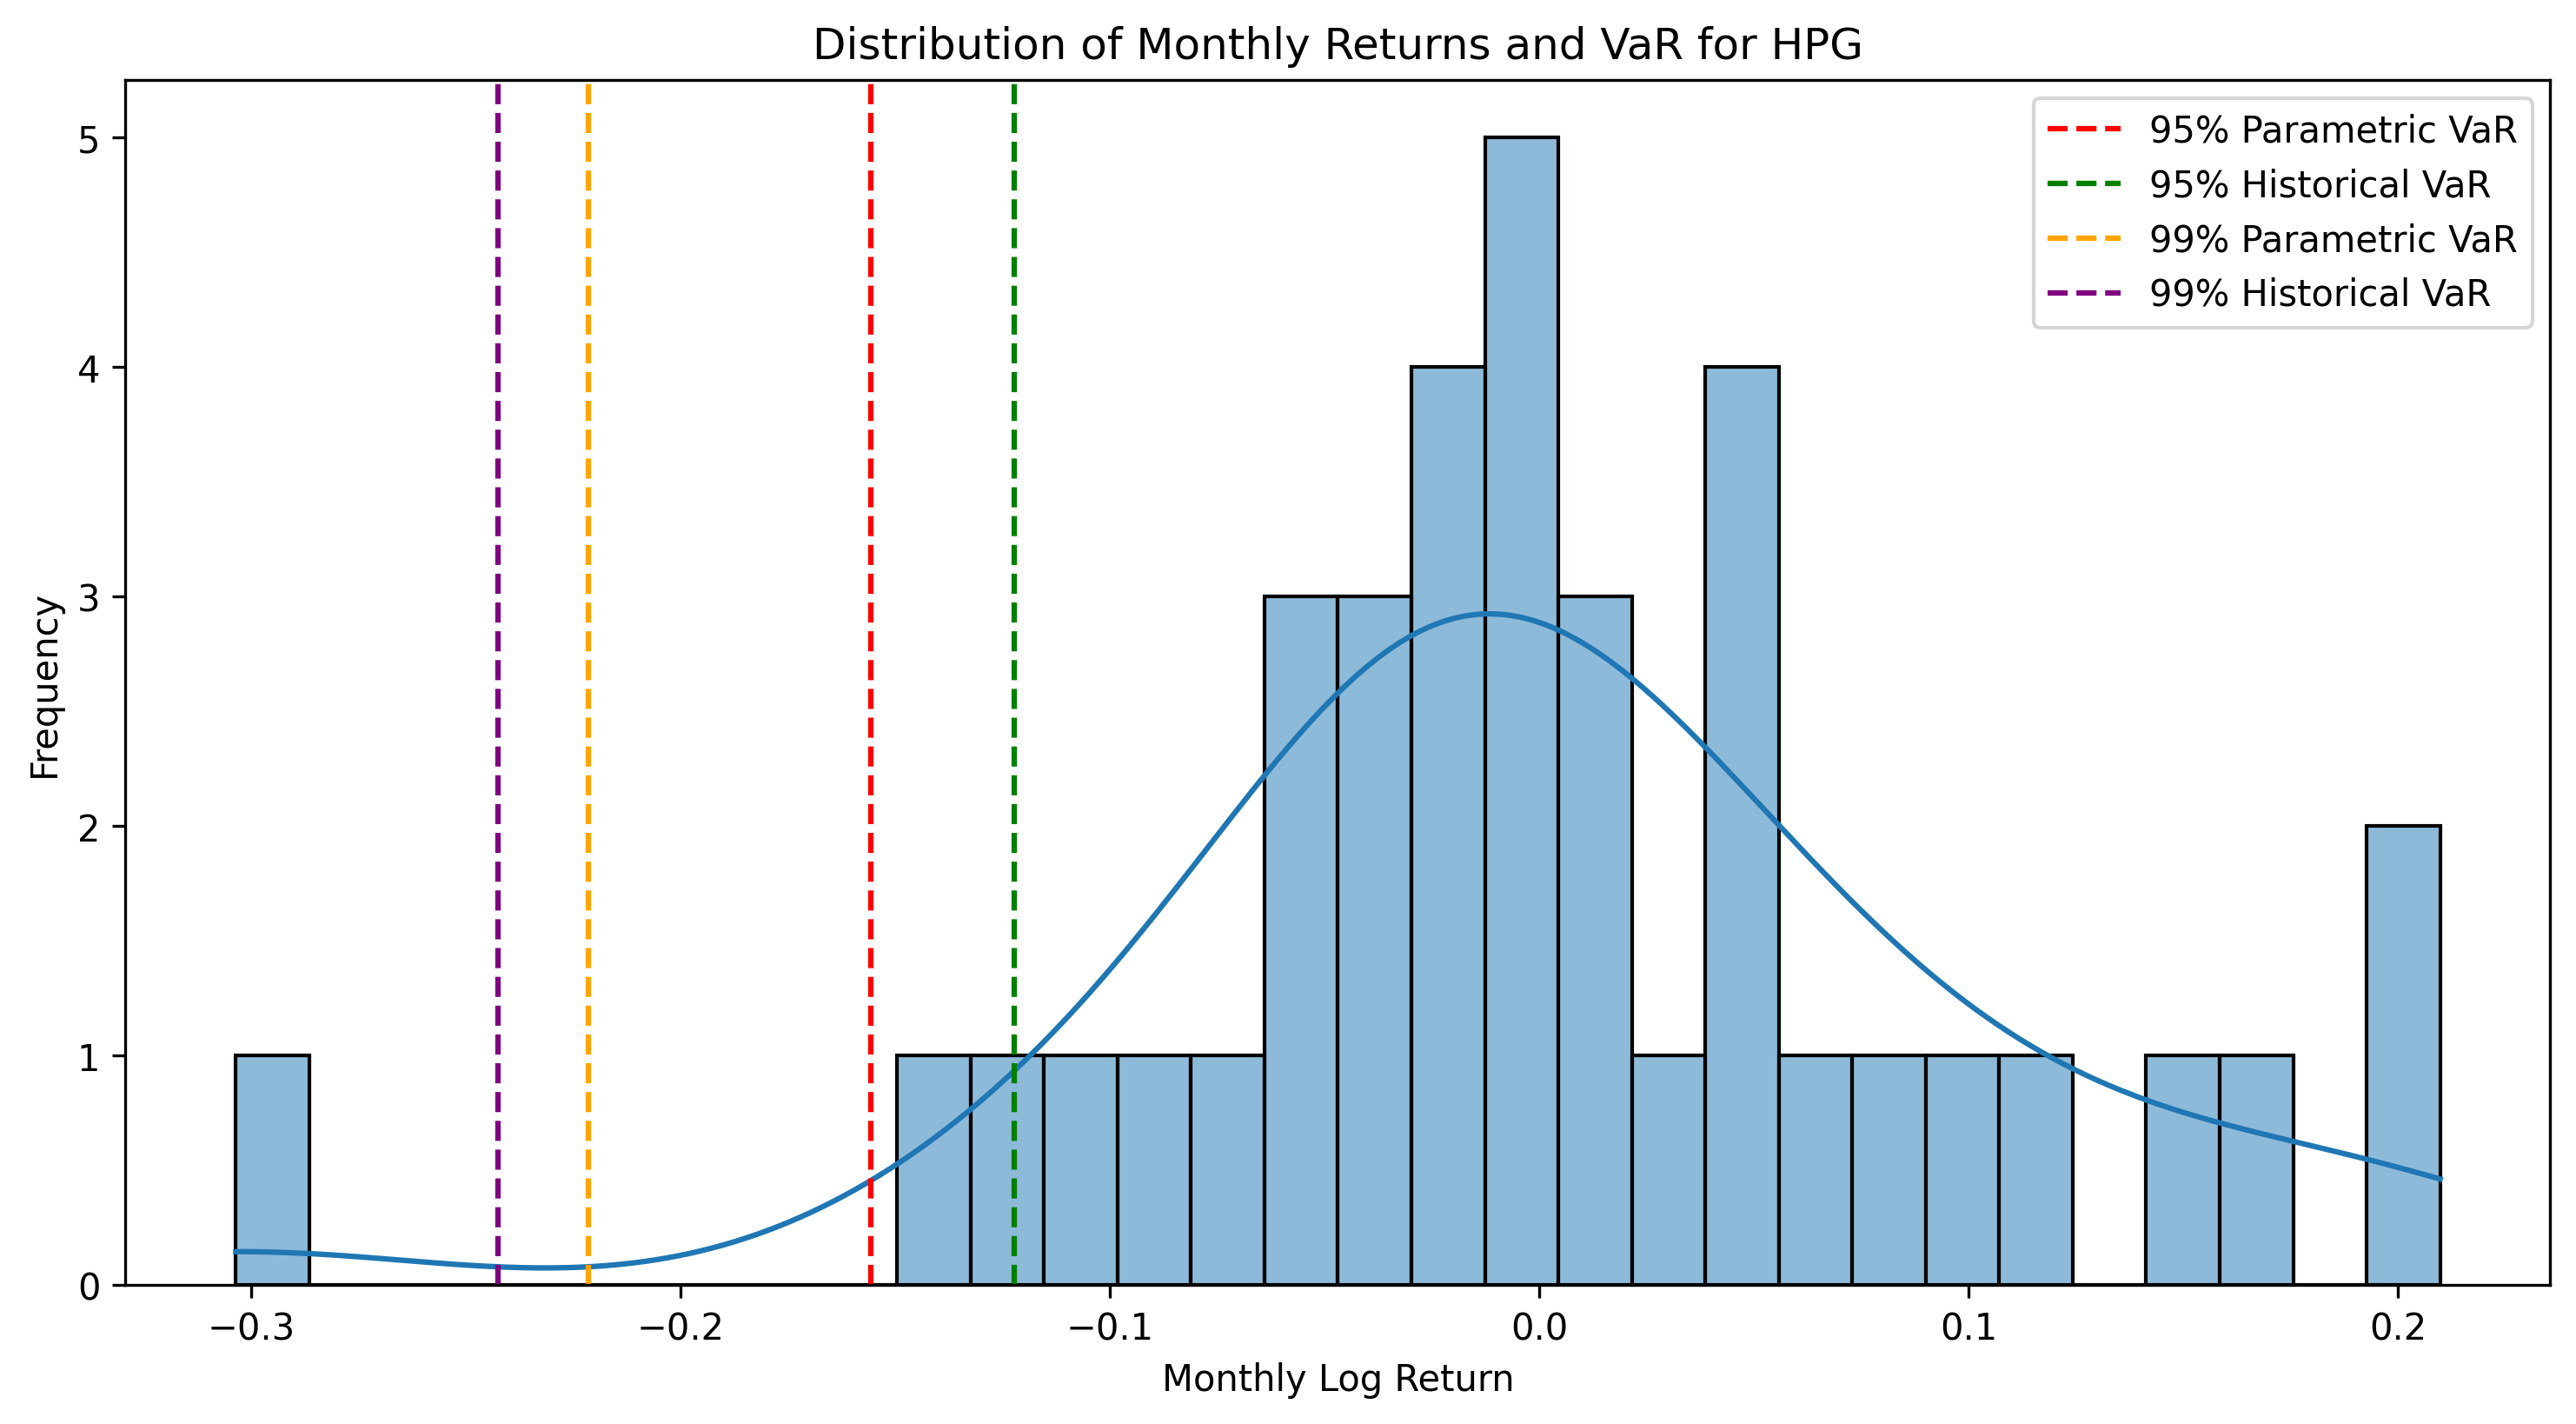 Distribution of Monthly Returns and VaR for HPG
95% Parametric VaR
95% Historical VaR
99% Parametric VaR
99% Historical VaR
Frequency
5
4
3
2
1
0
−0.3
−0.2
−0.1
0.0
0.1
0.2
Monthly Log Return